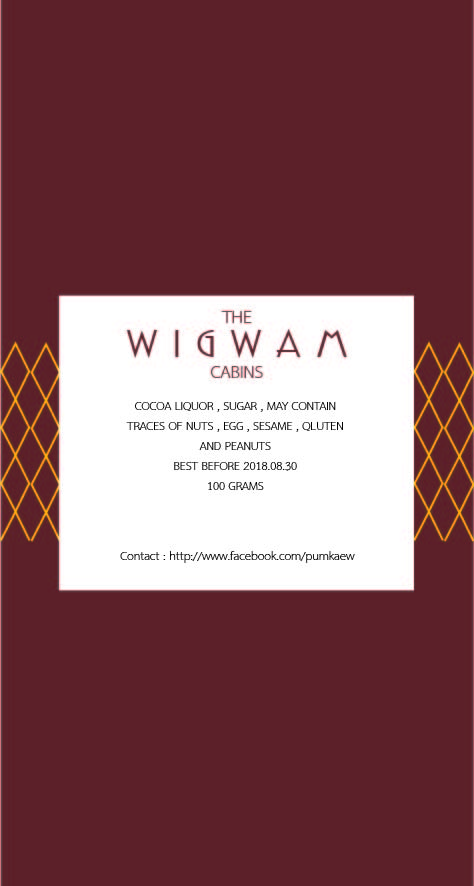 THE
WIGWAM
CABINS
COCOA LIQUOR , SUGAR , MAY CONTAIN
TRACES OF NUTS , EGG , SESAME , QLUTEN
AND PEANUTS
BEST BEFORE 2018.08.30
100 GRAMS
Contact : http://www.facebook.com/pumkaew